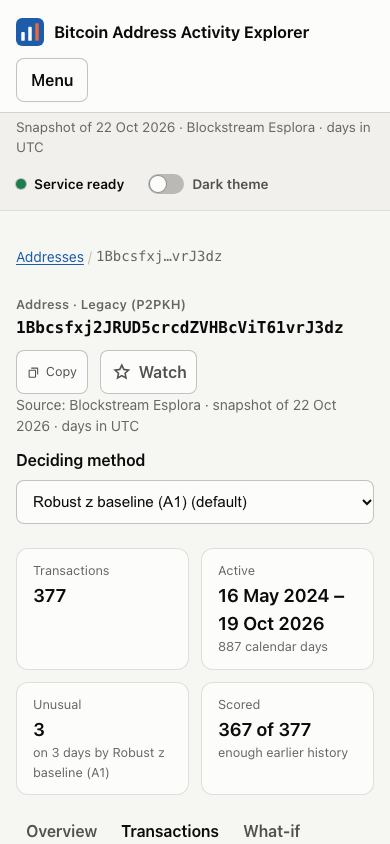 Bitcoin Address Activity Explorer
Menu
Snapshot of 22 Oct 2026 · Blockstream Esplora · days in
UTC
Service ready
Dark theme
Addresses / 1Bbcsfxj…vrJ3dz
Address · Legacy (P2PKH)
1Bbcsfxj2JRUD5crcdZVHBcViT61vrJ3dz
Copy
Watch
Source: Blockstream Esplora · snapshot of 22 Oct
2026 · days in UTC
Deciding method
Robust z baseline (A1) (default)
Transactions
377
Active
16 May 2024 –
19 Oct 2026
887 calendar days
Unusual
3
on 3 days by Robust z
baseline (A1)
Scored
367 of 377
enough earlier history
Overview Transactions What-if